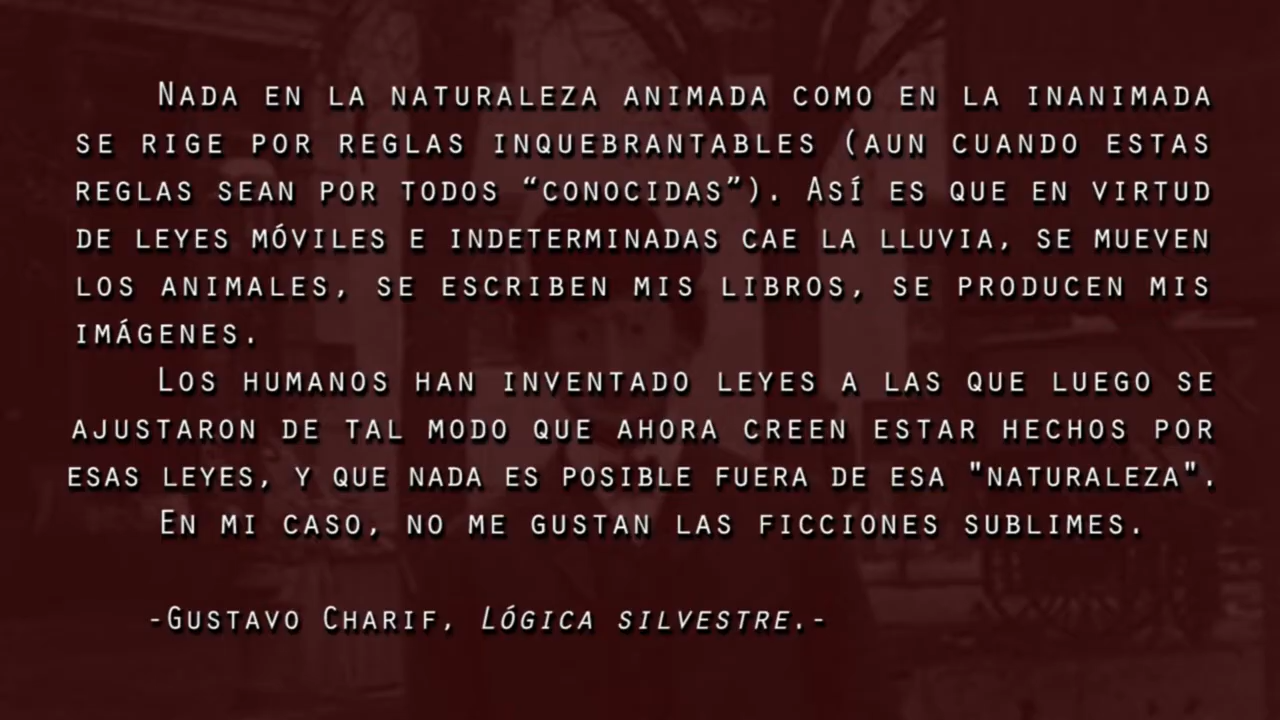 Nada en la naturaleza animada como en la inanimada
se rige por reglas inquebrantables (aun cuando estas
reglas sean por todos “conocidas”). Así es que en virtud
de leyes móviles e indeterminadas cae la lluvia, se mueven
los animales, se escriben mis libros, se producen mis
imágenes.
Los humanos han inventado leyes a las que luego se
ajustaron de tal modo que ahora creen estar hechos por
esas leyes, y que nada es posible fuera de esa "naturaleza".
En mi caso, no me gustan las ficciones sublimes.
-Gustavo Charif, Lógica silvestre.-